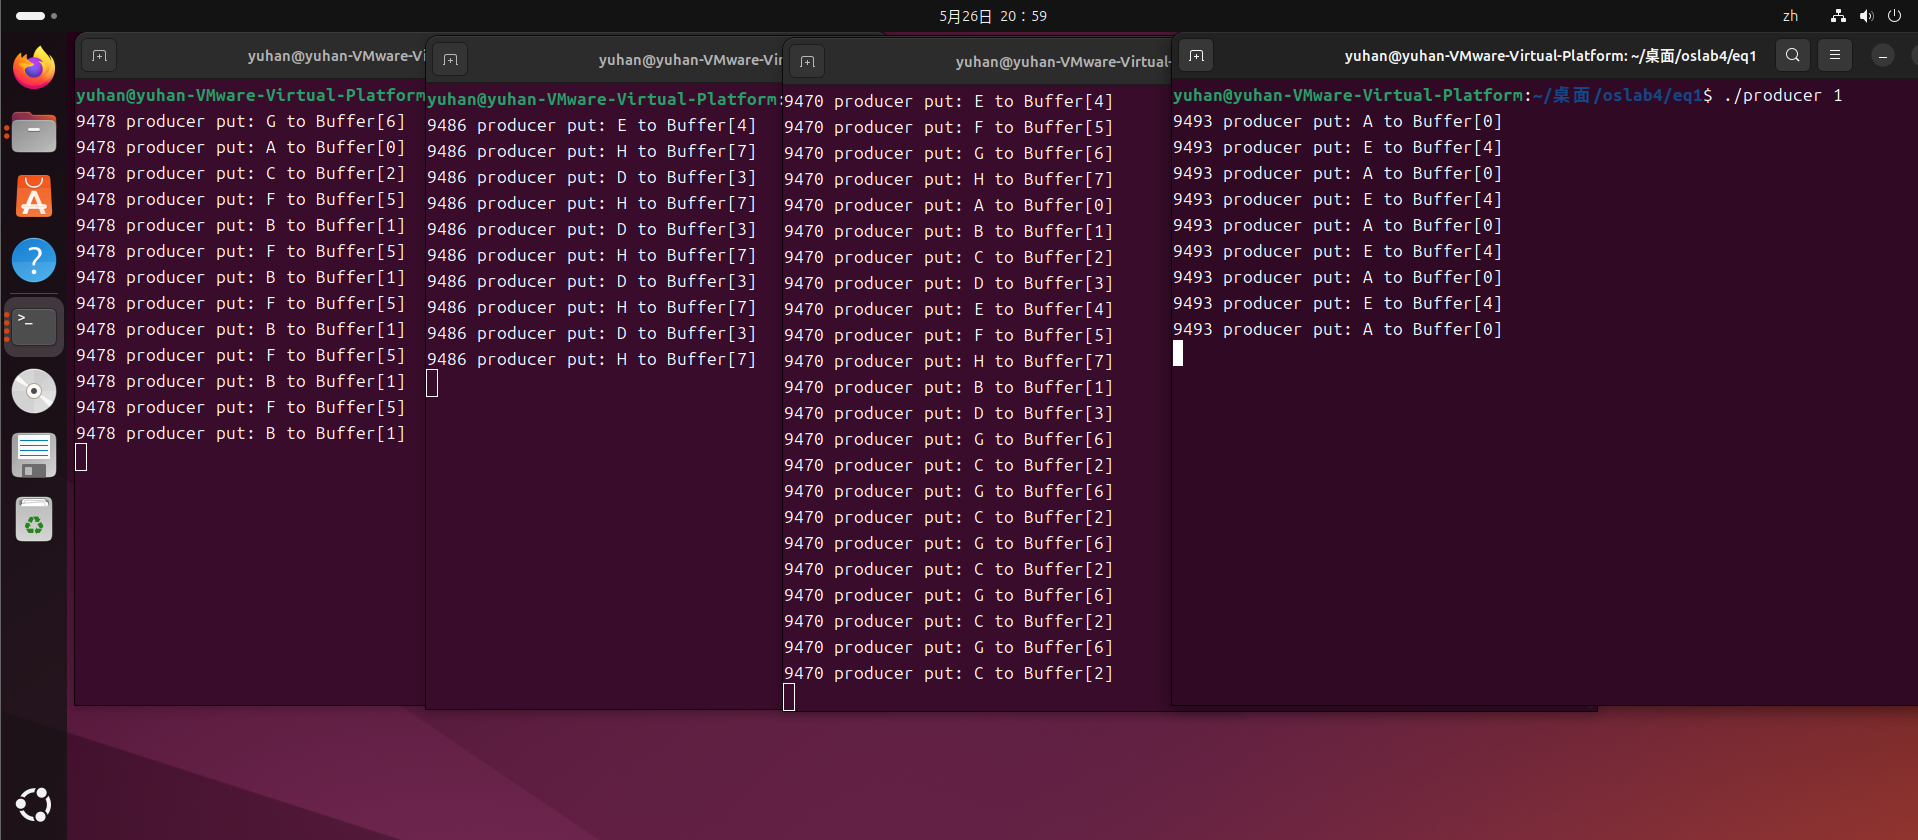 5月26日 20：59
zh
yuhan@yuhan-VMware-Vi
yuhan@yuhan-VMware-Virtual-Platform
9478 producer put: G to Buffer[6]
9478 producer put: A to Buffer[0]
9478 producer put: C to Buffer[2]
9478 producer put: F to Buffer[5]
9478 producer put: B to Buffer[1]
9478 producer put: F to Buffer[5]
9478 producer put: B to Buffer[1]
9478 producer put: F to Buffer[5]
9478 producer put: B to Buffer[1]
9478 producer put: F to Buffer[5]
9478 producer put: B to Buffer[1]
9478 producer put: F to Buffer[5]
9478 producer put: B to Buffer[1]
yuhan@yuhan-VMware-Vir
yuhan@yuhan-VMware-Virtual-Platform:
9486 producer put: E to Buffer[4]
9486 producer put: H to Buffer[7]
9486 producer put: D to Buffer[3]
9486 producer put: H to Buffer[7]
9486 producer put: D to Buffer[3]
9486 producer put: H to Buffer[7]
9486 producer put: D to Buffer[3]
9486 producer put: H to Buffer[7]
9486 producer put: D to Buffer[3]
9486 producer put: H to Buffer[7]
yuhan@yuhan-VMware-Virtual-
9470 producer put: E to Buffer[4]
9470 producer put: F to Buffer[5]
9470 producer put: G to Buffer[6]
9470 producer put: H to Buffer[7]
9470 producer put: A to Buffer[0]
9470 producer put: B to Buffer[1]
9470 producer put: C to Buffer[2]
9470 producer put: D to Buffer[3]
9470 producer put: E to Buffer[4]
9470 producer put: F to Buffer[5]
9470 producer put: H to Buffer[7]
9470 producer put: B to Buffer[1]
9470 producer put: D to Buffer[3]
9470 producer put: G to Buffer[6]
9470 producer put: C to Buffer[2]
9470 producer put: G to Buffer[6]
9470 producer put: C to Buffer[2]
9470 producer put: G to Buffer[6]
9470 producer put: C to Buffer[2]
9470 producer put: G to Buffer[6]
9470 producer put: C to Buffer[2]
9470 producer put: G to Buffer[6]
9470 producer put: C to Buffer[2]
yuhan@yuhan-VMware-Virtual-Platform: ~/桌面/oslab4/eq1
yuhan@yuhan-VMware-Virtual-Platform:~/桌面/oslab4/eq1$ ./producer 1
9493 producer put: A to Buffer[0]
9493 producer put: E to Buffer[4]
9493 producer put: A to Buffer[0]
9493 producer put: E to Buffer[4]
9493 producer put: A to Buffer[0]
9493 producer put: E to Buffer[4]
9493 producer put: A to Buffer[0]
9493 producer put: E to Buffer[4]
9493 producer put: A to Buffer[0]